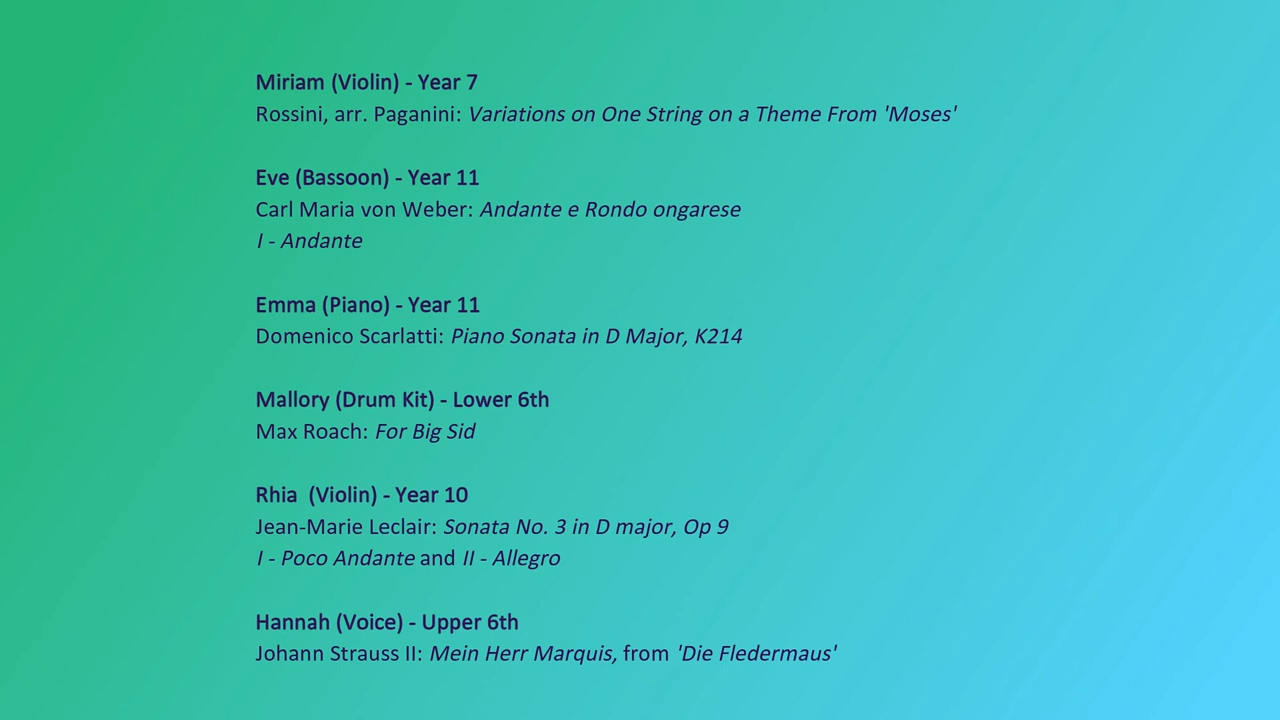 Miriam (Violin) - Year 7
Rossini, arr. Paganini: Variations on One String on a Theme From 'Moses'
Eve (Bassoon) - Year 11
Carl Maria von Weber: Andante e Rondo ongarese
I - Andante
Emma (Piano) - Year 11
Domenico Scarlatti: Piano Sonata in D Major, K214
Mallory (Drum Kit) - Lower 6th
Max Roach: For Big Sid
Rhia  (Violin) - Year 10
Jean-Marie Leclair: Sonata No. 3 in D major, Op 9
I - Poco Andante and II - Allegro
Hannah (Voice) - Upper 6th
Johann Strauss II: Mein Herr Marquis, from 'Die Fledermaus'